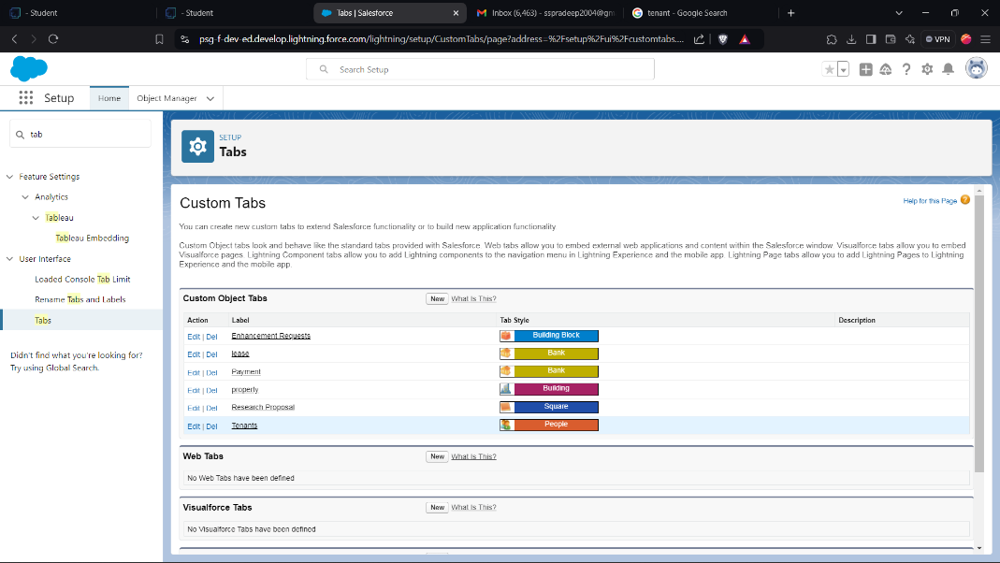 - Student
- Student
Tabs | Salesforce
Inbox (6,463) - sspradeep2004@gm
tenant - Google Search
psg-f-dev-ed.develop.lightning.force.com/lightning/setup/CustomTabs/page?address=%2Fsetup%2Fui%2Fcustomtabs....
VPN
Search Setup
Setup
Home
Object Manager
tab
Feature Settings
Analytics
Tableau
Tableau Embedding
User Interface
Loaded Console Tab Limit
Rename Tabs and Labels
Tabs
Didn't find what you're looking for?
Try using Global Search.
SETUP
Tabs
Custom Tabs
Help for this Page
You can create new custom tabs to extend Salesforce functionality or to build new application functionality
Custom Object tabs look and behave like the standard tabs provided with Salesforce. Web tabs allow you to embed external web applications and content within the Salesforce window. Visualforce tabs allow you to embed
Visualforce pages. Lightning Component tabs allow you to add Lightning components to the navigation menu in Lightning Experience and the mobile app. Lightning Page tabs allow you to add Lightning Pages to Lightning
Experience and the mobile app.
Custom Object Tabs New What Is This?
Action Label Tab Style Description
Edit | Del Enhancement Requests Building Block
Edit | Del lease Bank
Edit | Del Payment Bank
Edit | Del property Building
Edit | Del Research Proposal Square
Edit | Del Tenants People
Web Tabs New What Is This?
No Web Tabs have been defined
Visualforce Tabs New What Is This?
No Visualforce Tabs have been defined